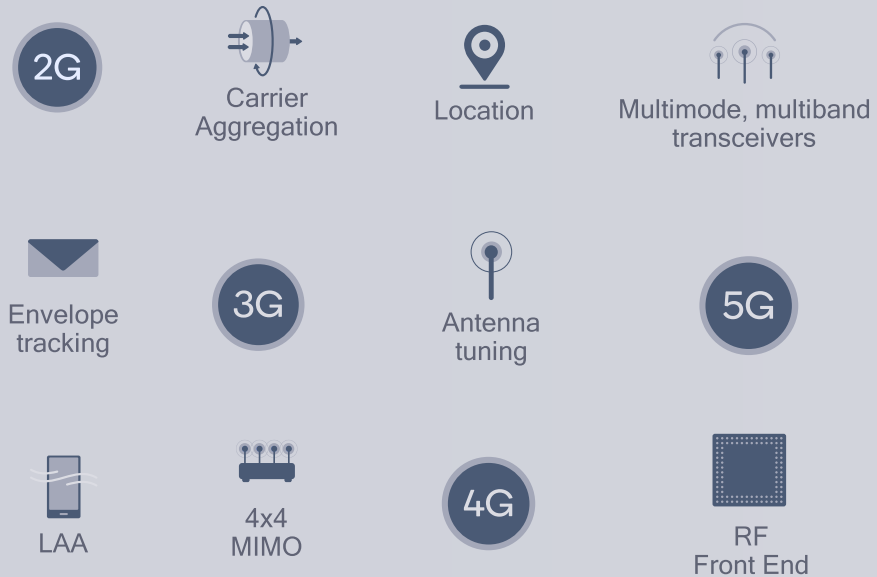 2G
Carrier
Aggregation
Location
Multimode, multiband
transceivers
Envelope
tracking
3G
Antenna
tuning
5G
LAA
4x4
MIMO
4G
RF
Front End